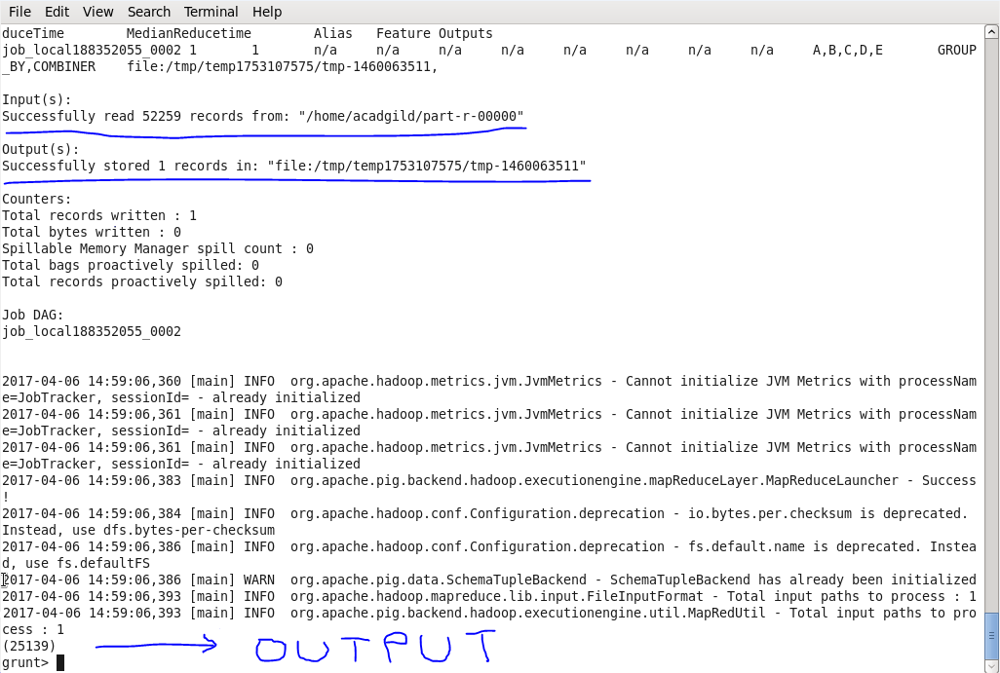 File Edit View Search Terminal Help
duceTime MedianReducetime Alias Feature Outputs
job_local188352055_0002 1 1 n/a n/a n/a n/a n/a n/a n/a n/a A,B,C,D,E GROUP
_BY,COMBINER file:/tmp/temp1753107575/tmp-1460063511,
Input(s):
Successfully read 52259 records from: "/home/acadgild/part-r-00000"
Output(s):
Successfully stored 1 records in: "file:/tmp/temp1753107575/tmp-1460063511"
Counters:
Total records written : 1
Total bytes written : 0
Spillable Memory Manager spill count : 0
Total bags proactively spilled: 0
Total records proactively spilled: 0
Job DAG:
job_local188352055_0002
2017-04-06 14:59:06,360 [main] INFO org.apache.hadoop.metrics.jvm.JvmMetrics - Cannot initialize JVM Metrics with processNam
e=JobTracker, sessionId= - already initialized
2017-04-06 14:59:06,361 [main] INFO org.apache.hadoop.metrics.jvm.JvmMetrics - Cannot initialize JVM Metrics with processNam
e=JobTracker, sessionId= - already initialized
2017-04-06 14:59:06,361 [main] INFO org.apache.hadoop.metrics.jvm.JvmMetrics - Cannot initialize JVM Metrics with processNam
e=JobTracker, sessionId= - already initialized
2017-04-06 14:59:06,383 [main] INFO org.apache.pig.backend.hadoop.executionengine.mapReduceLayer.MapReduceLauncher - Success
!
2017-04-06 14:59:06,384 [main] INFO org.apache.hadoop.conf.Configuration.deprecation - io.bytes.per.checksum is deprecated.
Instead, use dfs.bytes-per-checksum
2017-04-06 14:59:06,386 [main] INFO org.apache.hadoop.conf.Configuration.deprecation - fs.default.name is deprecated. Instea
d, use fs.defaultFS
2017-04-06 14:59:06,386 [main] WARN org.apache.pig.data.SchemaTupleBackend - SchemaTupleBackend has already been initialized
2017-04-06 14:59:06,393 [main] INFO org.apache.hadoop.mapreduce.lib.input.FileInputFormat - Total input paths to process : 1
2017-04-06 14:59:06,393 [main] INFO org.apache.pig.backend.hadoop.executionengine.util.MapRedUtil - Total input paths to pro
cess : 1
(25139) OUTPUT
grunt>